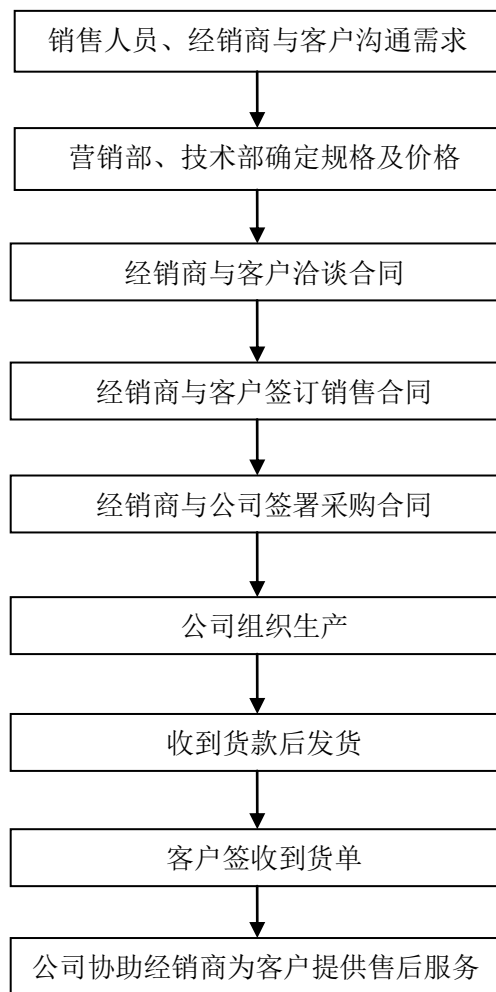 销售人员、经销商与客户沟通需求
营销部、技术部确定规格及价格
经销商与客户洽谈合同
经销商与客户签订销售合同
经销商与公司签署采购合同
公司组织生产
收到货款后发货
客户签收到货单
公司协助经销商为客户提供售后服务